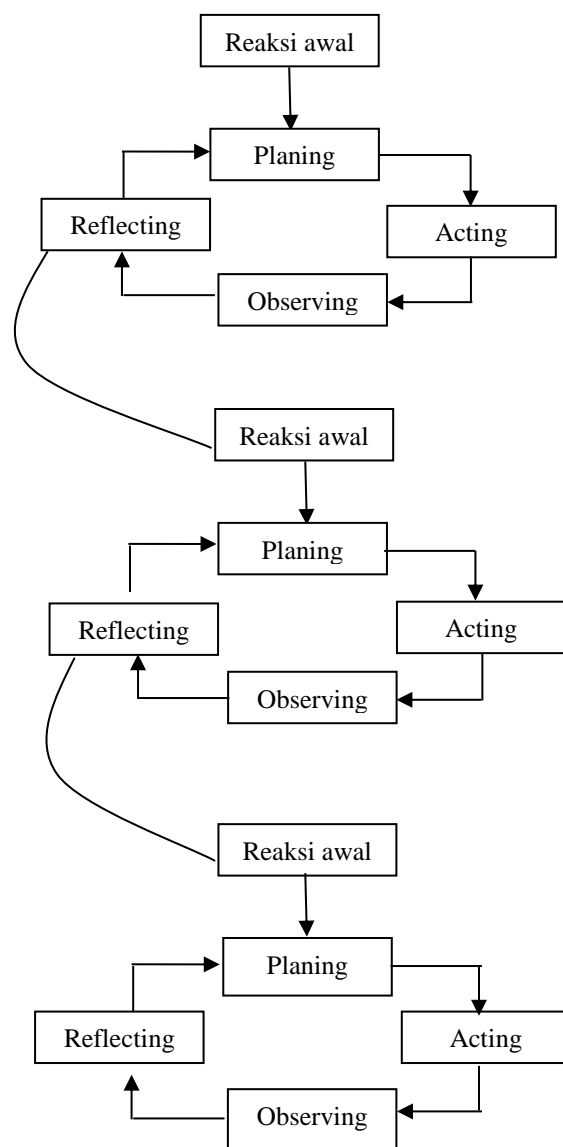 Reaksi awal
Planing
Reflecting
Acting
Observing
Reaksi awal
Planing
Reflecting
Acting
Observing
Reaksi awal
Planing
Reflecting
Acting
Observing